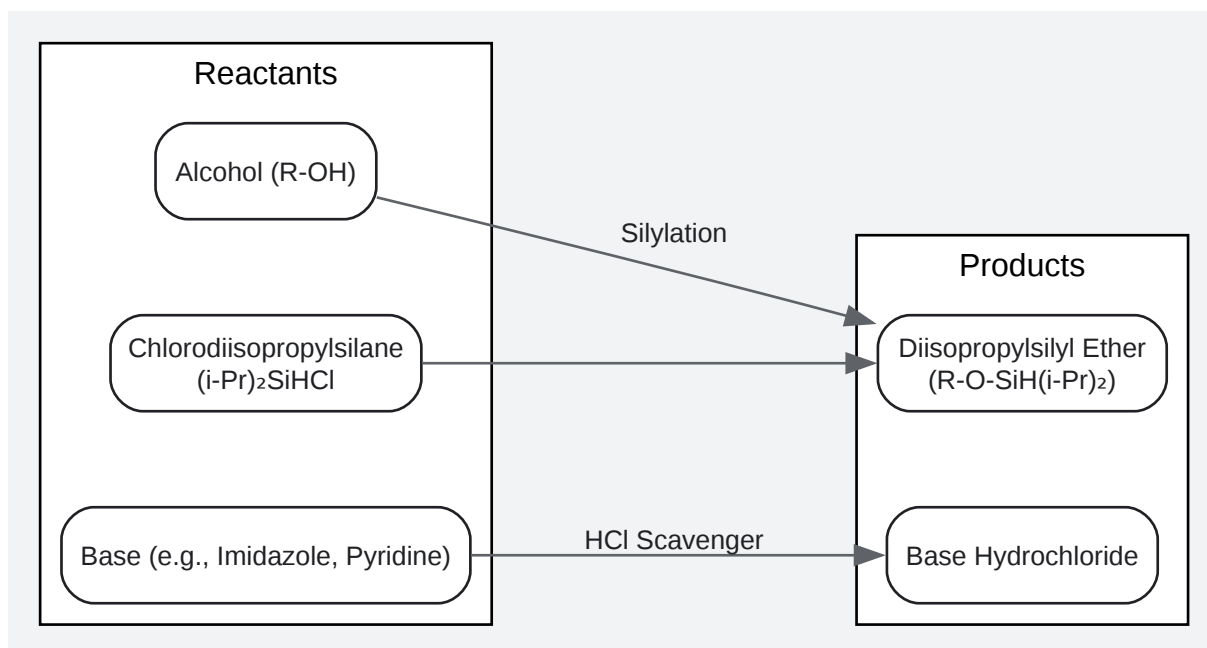 Reactants
Alcohol (R-OH)
Chlorodiisopropylsilane
(i-Pr)₂SiHCl
Base (e.g., Imidazole, Pyridine)
Silylation
HCl Scavenger
Products
Diisopropylsilyl Ether
(R-O-SiH(i-Pr)₂)
Base Hydrochloride